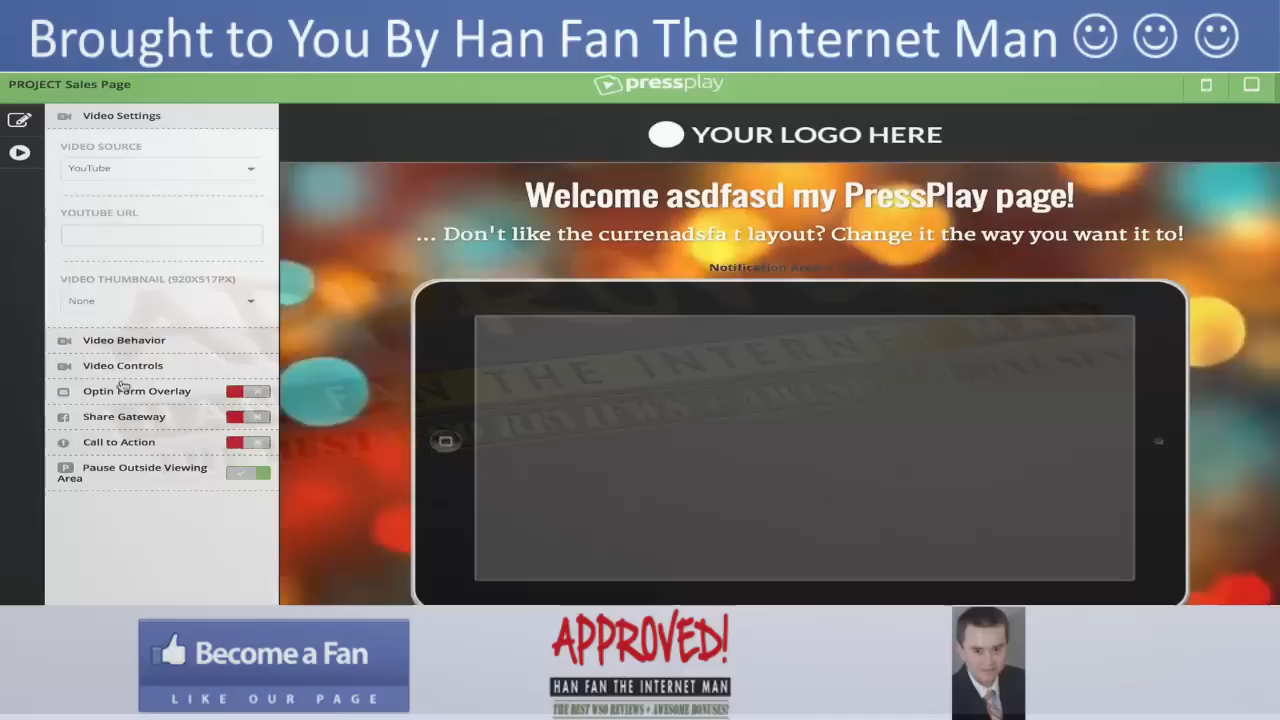 Brought to You By Han Fan The Internet Man ☺ ☺ ☺
PROJECT Sales Page
pressplay
Video Settings
VIDEO SOURCE
YouTube
YOUTUBE URL
VIDEO THUMBNAIL (920X517PX)
None
Video Behavior
Video Controls
Optin Form Overlay
Share Gateway
Call to Action
Pause Outside Viewing
Area
YOUR LOGO HERE
Welcome asdfasd my PressPlay page!
... Don't like the currenadsfa t layout? Change it the way you want it to!
Notification Area
FAN THE INTERNET MAN
Become a Fan
LIKE OUR PAGE
APPROVED!
HAN FAN THE INTERNET MAN
THE BEST WSO REVIEWS + AWESOME BONUSES!